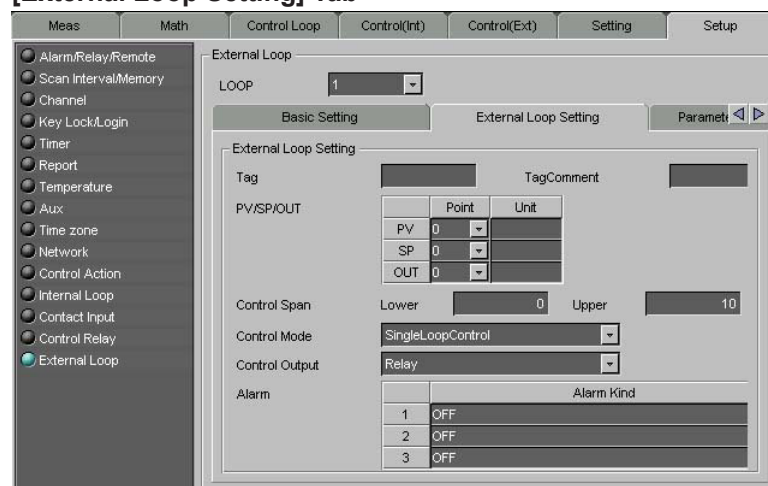 [External Loop Setting] Tab
Meas Math Control Loop Control(Int) Control(Ext) Setting Setup
Alarm/Relay/Remote
Scan Interval/Memory
Channel
Key Lock/Login
Timer
Report
Temperature
Aux
Time zone
Network
Control Action
Internal Loop
Contact Input
Control Relay
External Loop
External Loop
LOOP 1
Basic Setting External Loop Setting Paramete
External Loop Setting
Tag TagComment
PV/SP/OUT Point Unit
PV 0
SP 0
OUT 0
Control Span Lower 0 Upper 10
Control Mode SingleLoopControl
Control Output Relay
Alarm Alarm Kind
1 OFF
2 OFF
3 OFF